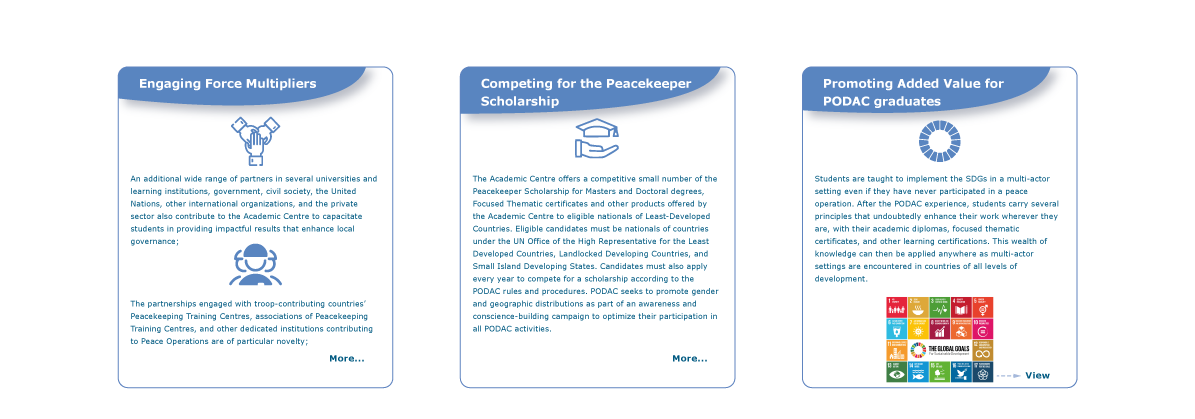 Engaging Force Multipliers
An additional wide range of partners in several universities and
learning institutions, government, civil society, the United
Nations, other international organizations, and the private
sector also contribute to the Academic Centre to capacitate
students in providing impactful results that enhance local
governance;
The partnerships engaged with troop-contributing countries'
Peacekeeping Training Centres, associations of Peacekeeping
Training Centres, and other dedicated institutions contributing
to Peace Operations are of particular novelty;
More...
Competing for the Peacekeeper
Scholarship
The Academic Centre offers a competitive small number of the
Peacekeeper Scholarship for Masters and Doctoral degrees,
Focused Thematic certificates and other products offered by
the Academic Centre to eligible nationals of Least-Developed
Countries. Eligible candidates must be nationals of countries
under the UN Office of the High Representative for the Least
Developed Countries, Landlocked Developing Countries, and
Small Island Developing States. Candidates must also apply
every year to compete for a scholarship according to the
PODAC rules and procedures. PODAC seeks to promote gender
and geographic distributions as part of an awareness and
conscience-building campaign to optimize their participation in
all PODAC activities.
More...
Promoting Added Value for
PODAC graduates
Students are taught to implement the SDGs in a multi-actor
setting even if they have never participated in a peace
operation. After the PODAC experience, students carry several
principles that undoubtedly enhance their work wherever they
are, with their academic diplomas, focused thematic
certificates, and other learning certifications. This wealth of
knowledge can then be applied anywhere as multi-actor
settings are encountered in countries of all levels of
development.
THE GLOBAL GOALS
For Sustainable Development
View